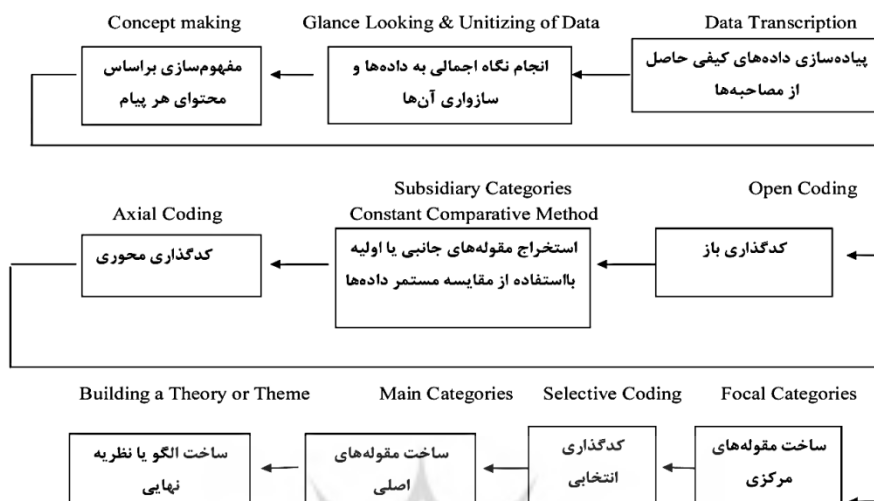 Data Transcription
پیاده‌سازی داده‌های کیفی حاصل
از مصاحبه‌ها
Glance Looking & Unitizing of Data
انجام نگاه اجمالی به داده‌ها و
سازواری آن‌ها
Concept making
مفهوم‌سازی براساس
محتوای هر پیام
Open Coding
کدگذاری باز
Subsidiary Categories
Constant Comparative Method
استخراج مقوله‌های جانبی یا اولیه
بااستفاده از مقایسه مستمر داده‌ها
Axial Coding
کدگذاری محوری
Focal Categories
ساخت مقوله‌های
مرکزی
Selective Coding
کدگذاری
انتخابی
Main Categories
ساخت مقوله‌های
اصلی
Building a Theory or Theme
ساخت الگو یا نظریه
نهایی